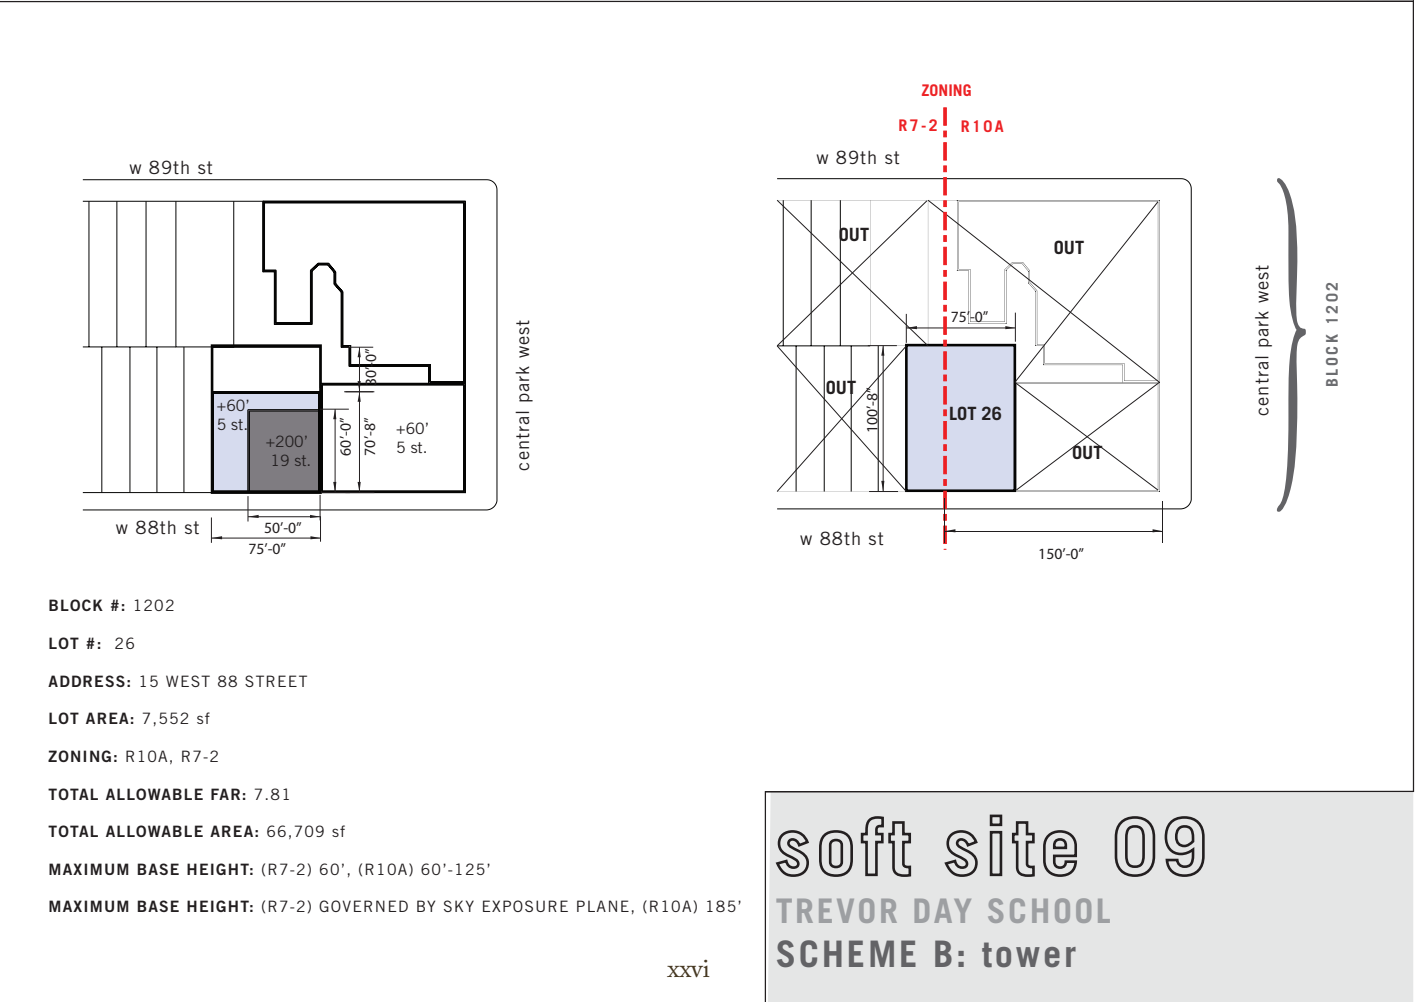 ZONING
R7-2 R10A
w 89th st
w 89th st
OUT
OUT
75'-0"
30'-0"
central park west
BLOCK 1202
central park west
+60'
5 st.
+200'
19 st.
60'-0"
70'-8"
+60'
5 st.
OUT
100'-8"
LOT 26
OUT
w 88th st
50'-0"
75'-0"
w 88th st
150'-0"
BLOCK #: 1202
LOT #: 26
ADDRESS: 15 WEST 88 STREET
LOT AREA: 7,552 sf
ZONING: R10A, R7-2
TOTAL ALLOWABLE FAR: 7.81
TOTAL ALLOWABLE AREA: 66,709 sf
MAXIMUM BASE HEIGHT: (R7-2) 60', (R10A) 60'-125'
MAXIMUM BASE HEIGHT: (R7-2) GOVERNED BY SKY EXPOSURE PLANE, (R10A) 185'
soft site 09
TREVOR DAY SCHOOL
SCHEME B: tower
xxvi